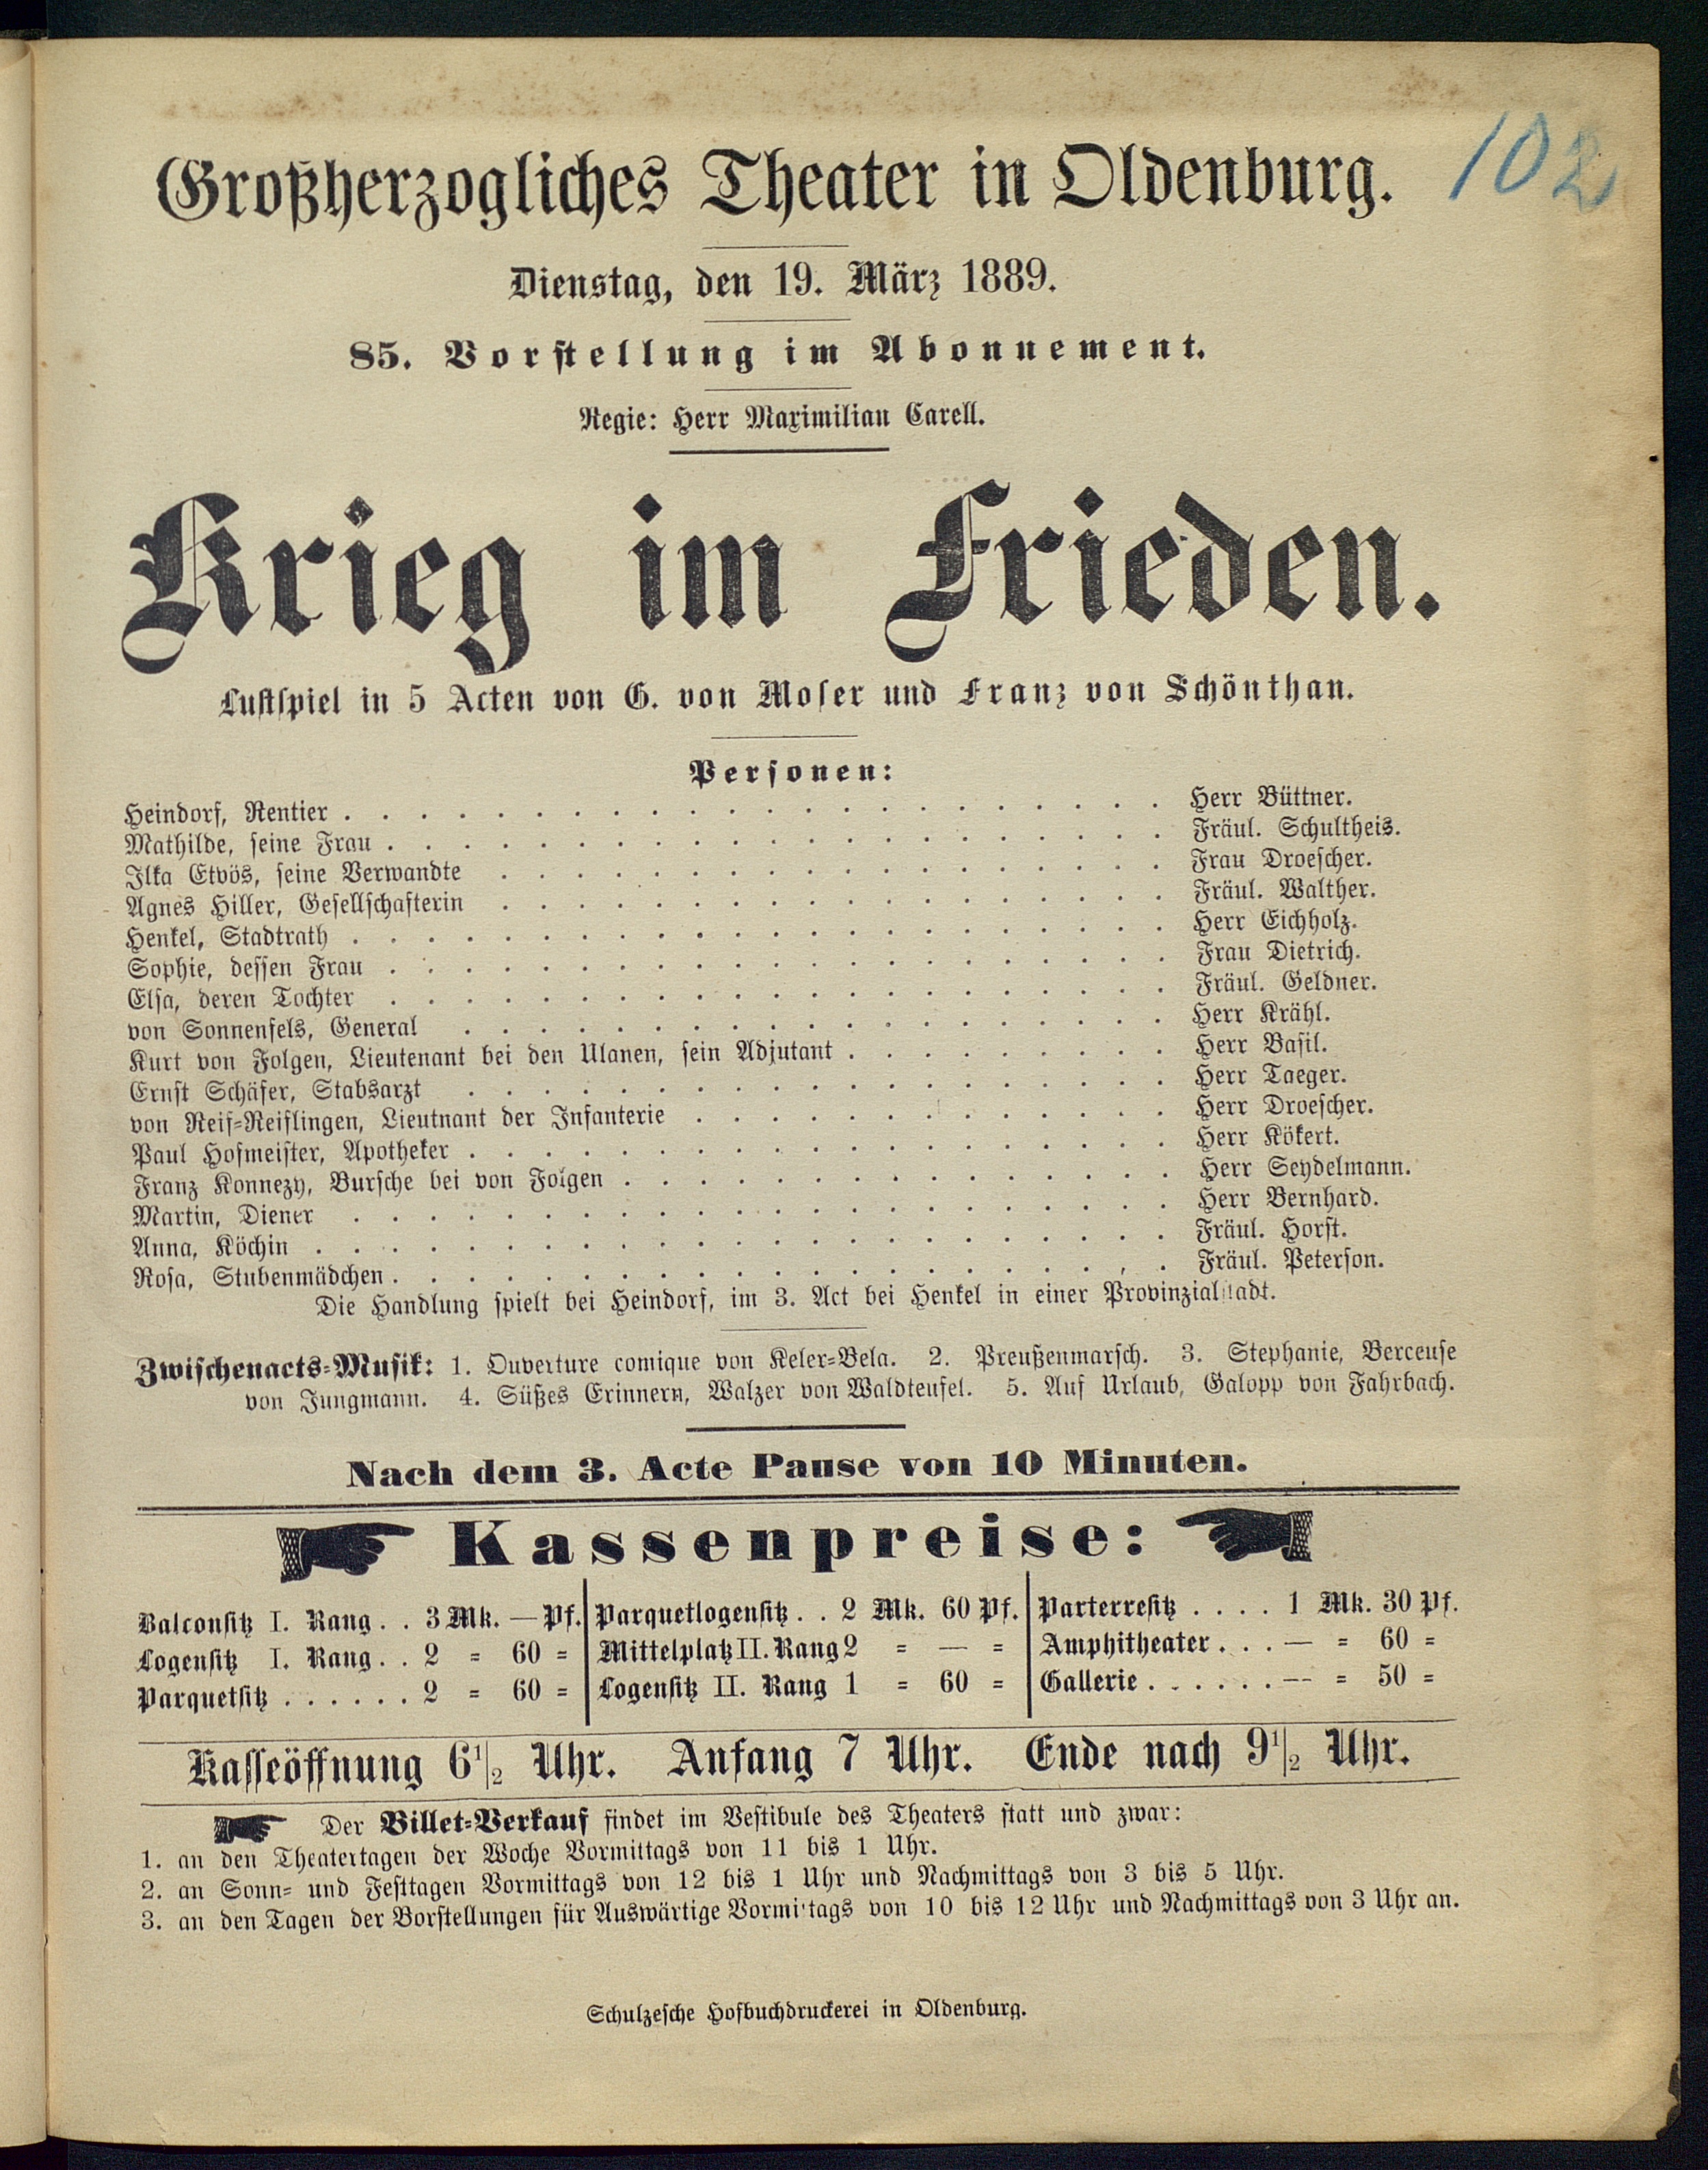 102
Großherzogliches Theater in Oldenburg.
Dienstag, den 19. März 1889.
85. Vorstellung im Abonnement.
Regie: Herr Maximilian Carell.
Krieg im Frieden.
Lustspiel in 5 Acten von G. von Moser und Franz von Schönthan.
Personen:
Heindorf, Rentier . . . . . . . . Herr Büttner.
Mathilde, seine Frau . . . . . . . . Fräul. Schultheis.
Ilka Etvös, seine Verwandte . . . . . . . . Frau Droescher.
Agnes Hiller, Gesellschafterin . . . . . . . . Fräul. Walther.
Henkel, Stadtrath . . . . . . . . Herr Eichholz.
Sophie, dessen Frau . . . . . . . . Frau Dietrich.
Elsa, deren Tochter . . . . . . . . Fräul. Geldner.
von Sonnenfels, General . . . . . . . . Herr Krähl.
Kurt von Folgen, Lieutenant bei den Ulanen, sein Adjutant . . . . . . . . Herr Basil.
Ernst Schäfer, Stabsarzt . . . . . . . . Herr Taeger.
von Reif-Reiflingen, Lieutnant der Infanterie . . . . . . . . Herr Droescher.
Paul Hofmeister, Apotheker . . . . . . . . Herr Kökert.
Franz Konnezy, Bursche bei von Folgen . . . . . . . . Herr Seydelmann.
Martin, Diener . . . . . . . . Herr Bernhard.
Anna, Köchin . . . . . . . . Fräul. Horst.
Rosa, Stubenmädchen . . . . . . . . Fräul. Peterson.
Die Handlung spielt bei Heindorf, im 3. Act bei Henkel in einer Provinzialstadt.
Zwischenacts-Musik: 1. Ouverture comique von Keler-Bela. 2. Preußenmarsch. 3. Stephanie, Berceuse
von Jungmann. 4. Süßes Erinnern, Walzer von Waldteufel. 5. Auf Urlaub, Galopp von Fahrbach.
Nach dem 3. Acte Pause von 10 Minuten.
Kassenpreise:
Balconsitz I. Rang . . 3 Mk. — Pf. Parquetlogensitz . . 2 Mk. 60 Pf. Parterresitz . . . . 1 Mk. 30 Pf.
Logensitz I. Rang . . 2 = 60 = Mittelplatz II. Rang 2 = — = Amphitheater . . . — = 60 =
Parquetsitz . . . . . . 2 = 60 = Logensitz II. Rang 1 = 60 = Gallerie . . . . . . — = 50 =
Kasseöffnung 6 1/2 Uhr. Anfang 7 Uhr. Ende nach 9 1/2 Uhr.
Der Billet-Verkauf findet im Vestibule des Theaters statt und zwar:
1. an den Theatertagen der Woche Vormittags von 11 bis 1 Uhr.
2. an Sonn- und Festtagen Vormittags von 12 bis 1 Uhr und Nachmittags von 3 bis 5 Uhr.
3. an den Tagen der Vorstellungen für Auswärtige Vormittags von 10 bis 12 Uhr und Nachmittags von 3 Uhr an.
Schulzesche Hofbuchdruckerei in Oldenburg.